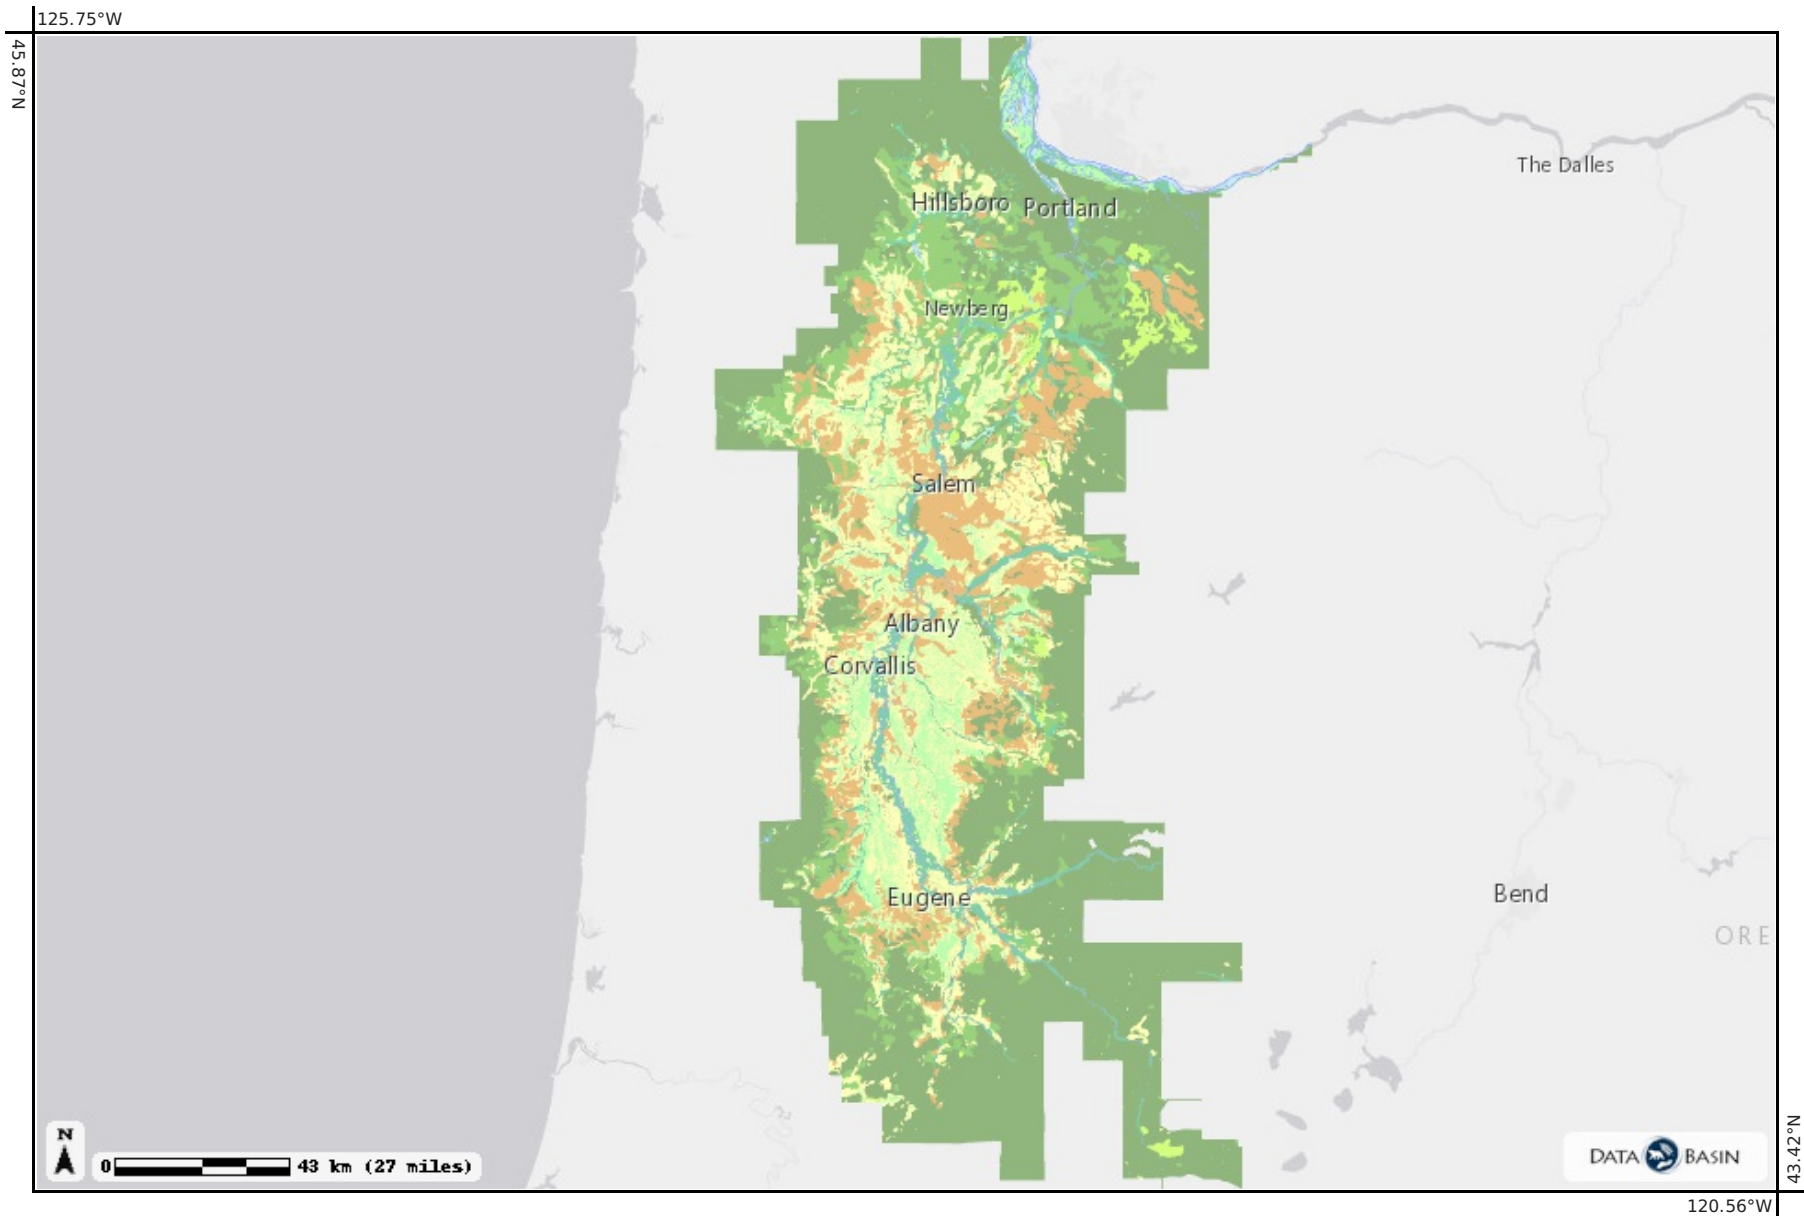 125.75°W
45.87°N
The Dalles
Hillsboro
Portland
Newberg
Salem
Albany
Corvallis
Eugene
Bend
ORE
N
0 43 km (27 miles)
DATA BASIN
43.42°N
120.56°W